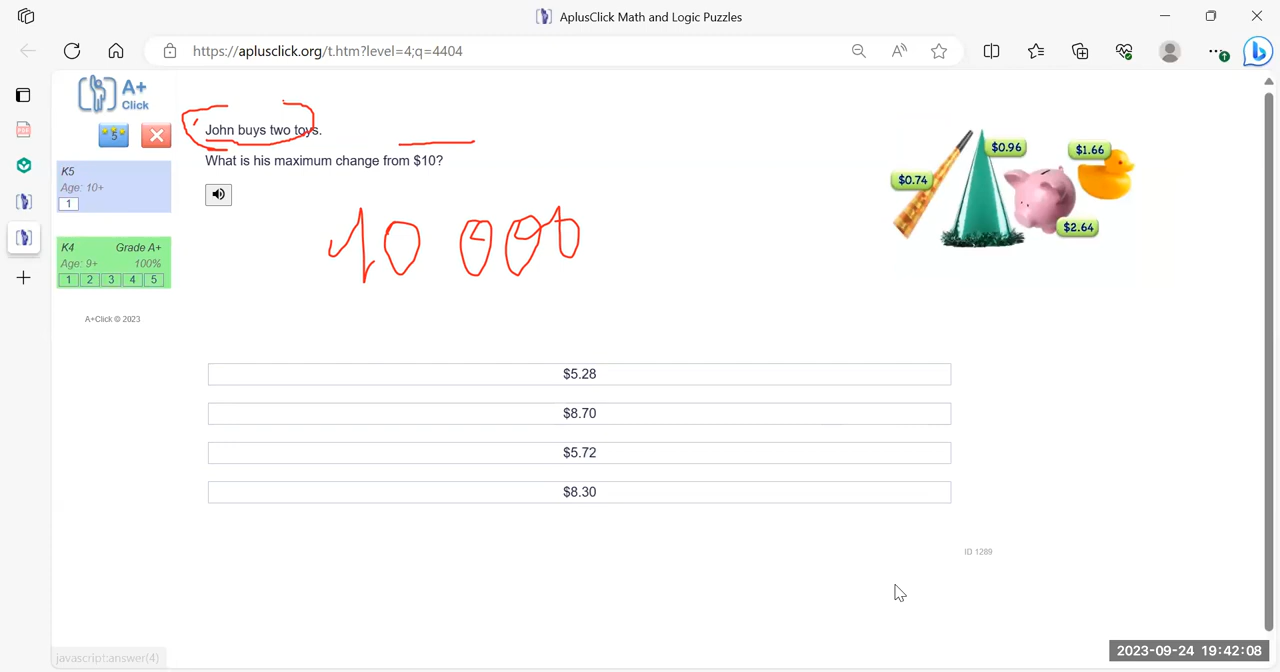 AplusClick Math and Logic Puzzles
https://aplusclick.org/t.htm?level=4;q=4404
A+
Click
5
John buys two toys.
What is his maximum change from $10?
K5
Age: 10+
1
K4 Grade A+
Age: 9+ 100%
1 2 3 4 5
A+Click © 2023
10 000
$0.74
$0.96
$1.66
$2.64
$5.28
$8.70
$5.72
$8.30
ID 1289
javascript:answer(4)
2023-09-24 19:42:08